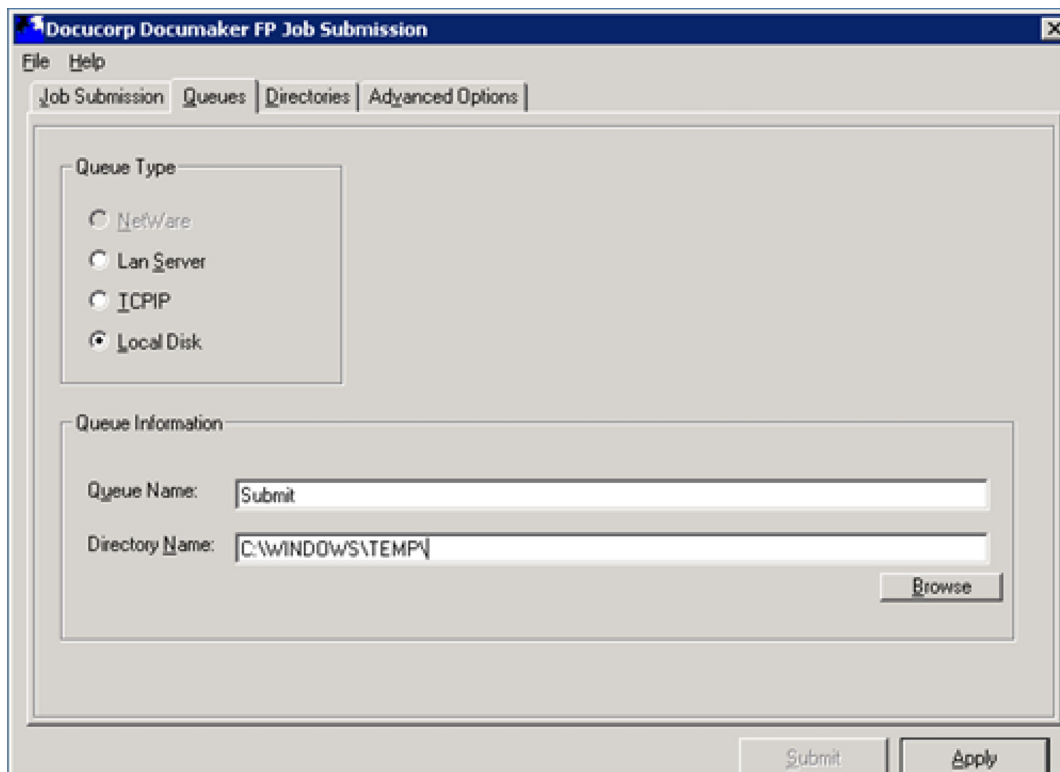 Docucorp Documaker FP Job Submission
File Help
Job Submission Queues Directories Advanced Options
Queue Type
NetWare
Lan Server
TCPIP
Local Disk
Queue Information
Queue Name: Submit
Directory Name: C:\WINDOWS\TEMP\
Browse
Submit Apply